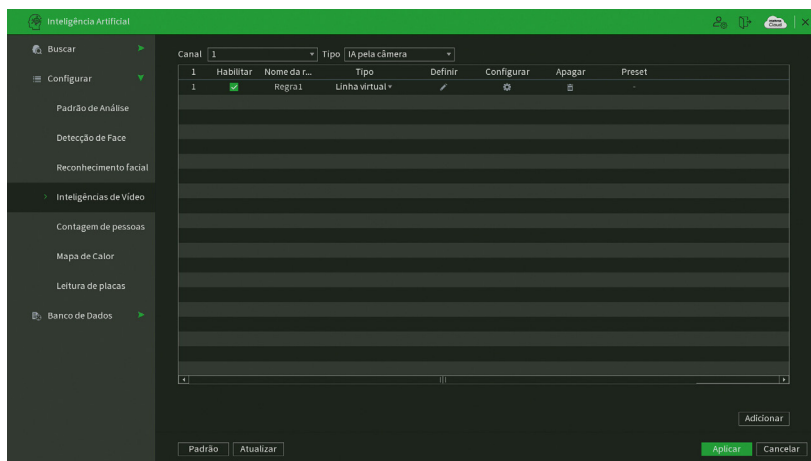 Inteligência Artificial
Buscar
Configurar
Padrão de Análise
Detecção de Face
Reconhecimento facial
Inteligências de Vídeo
Contagem de pessoas
Mapa de Calor
Leitura de placas
Banco de Dados
Canal 1 Tipo IA pela câmera
1 Habilitar Nome da r... Tipo Definir Configurar Apagar Preset
1 Regra1 Linha virtual -
Adicionar
Padrão Atualizar Aplicar Cancelar